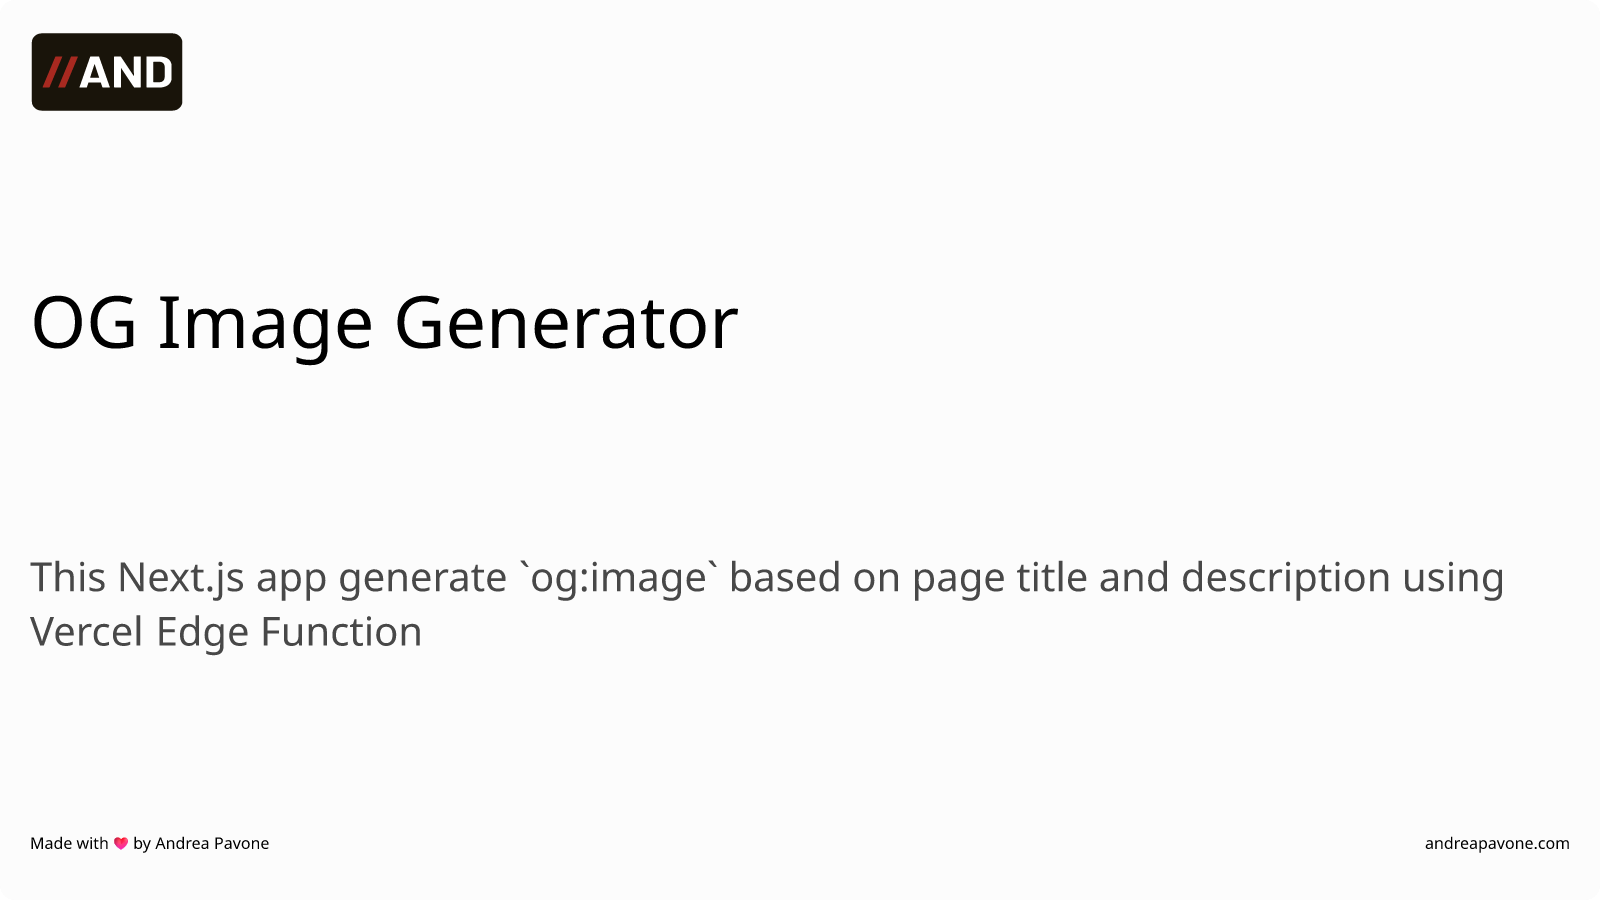 //AND
OG Image Generator
This Next.js app generate `og:image` based on page title and description using
Vercel Edge Function
Made with ❤️ by Andrea Pavone
andreapavone.com